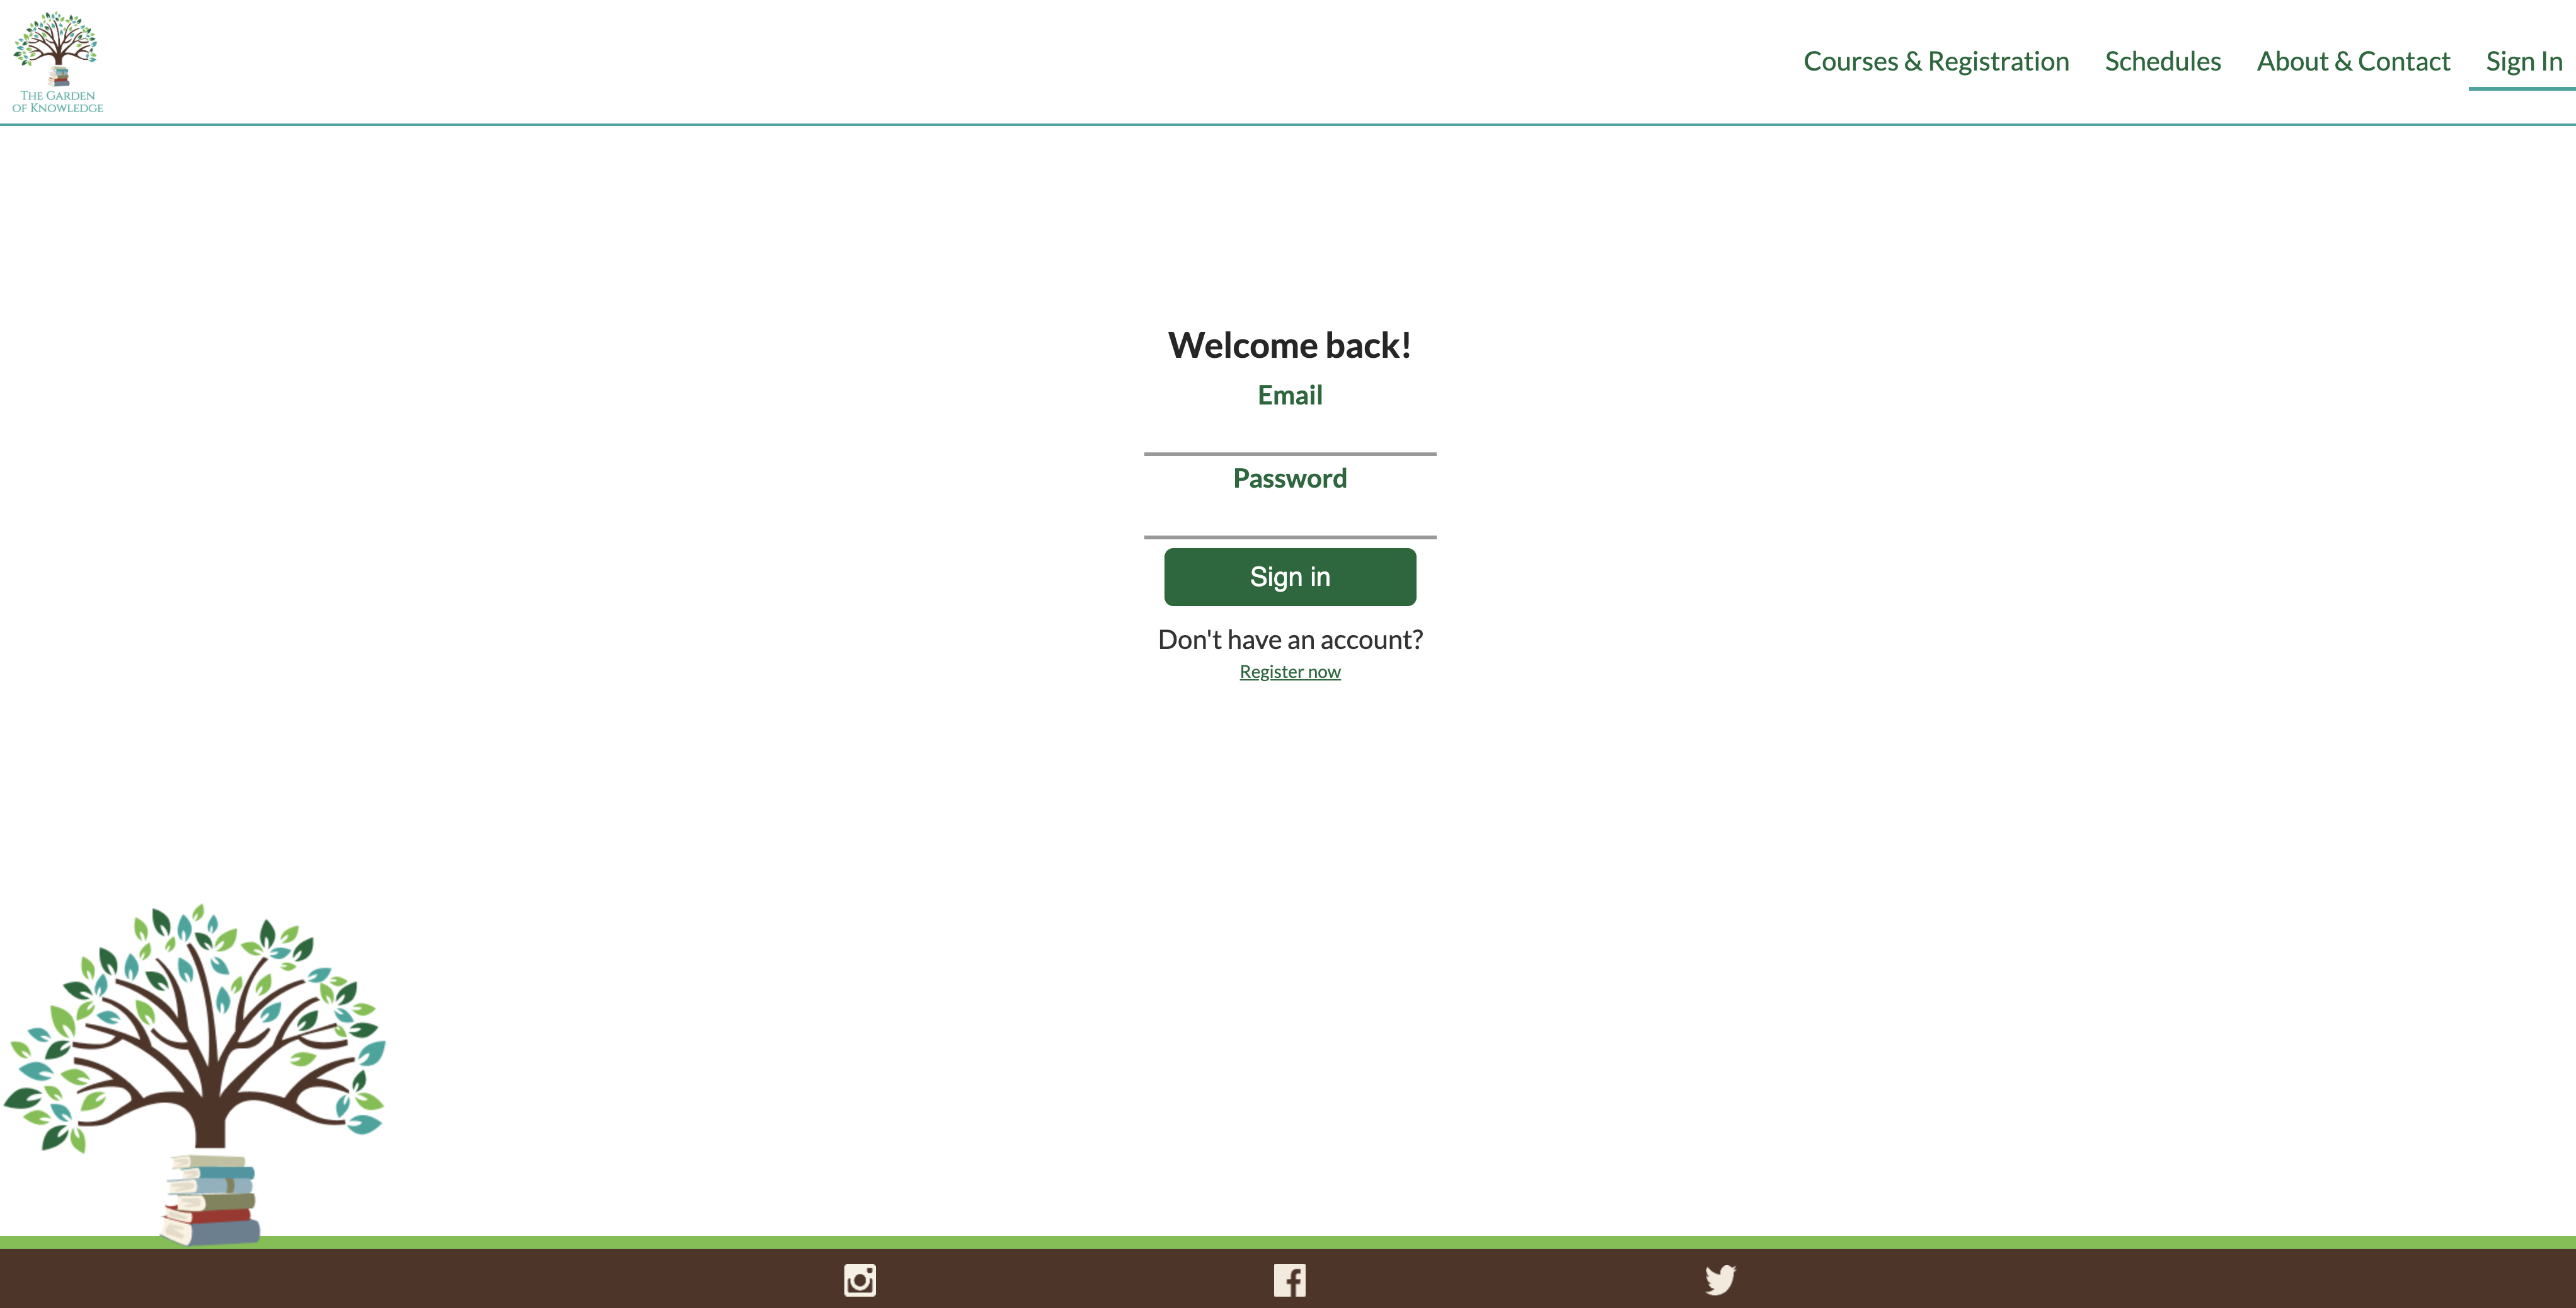 The Garden
of Knowledge
Courses & Registration
Schedules
About & Contact
Sign In
Welcome back!
Email
Password
Sign in
Don't have an account?
Register now